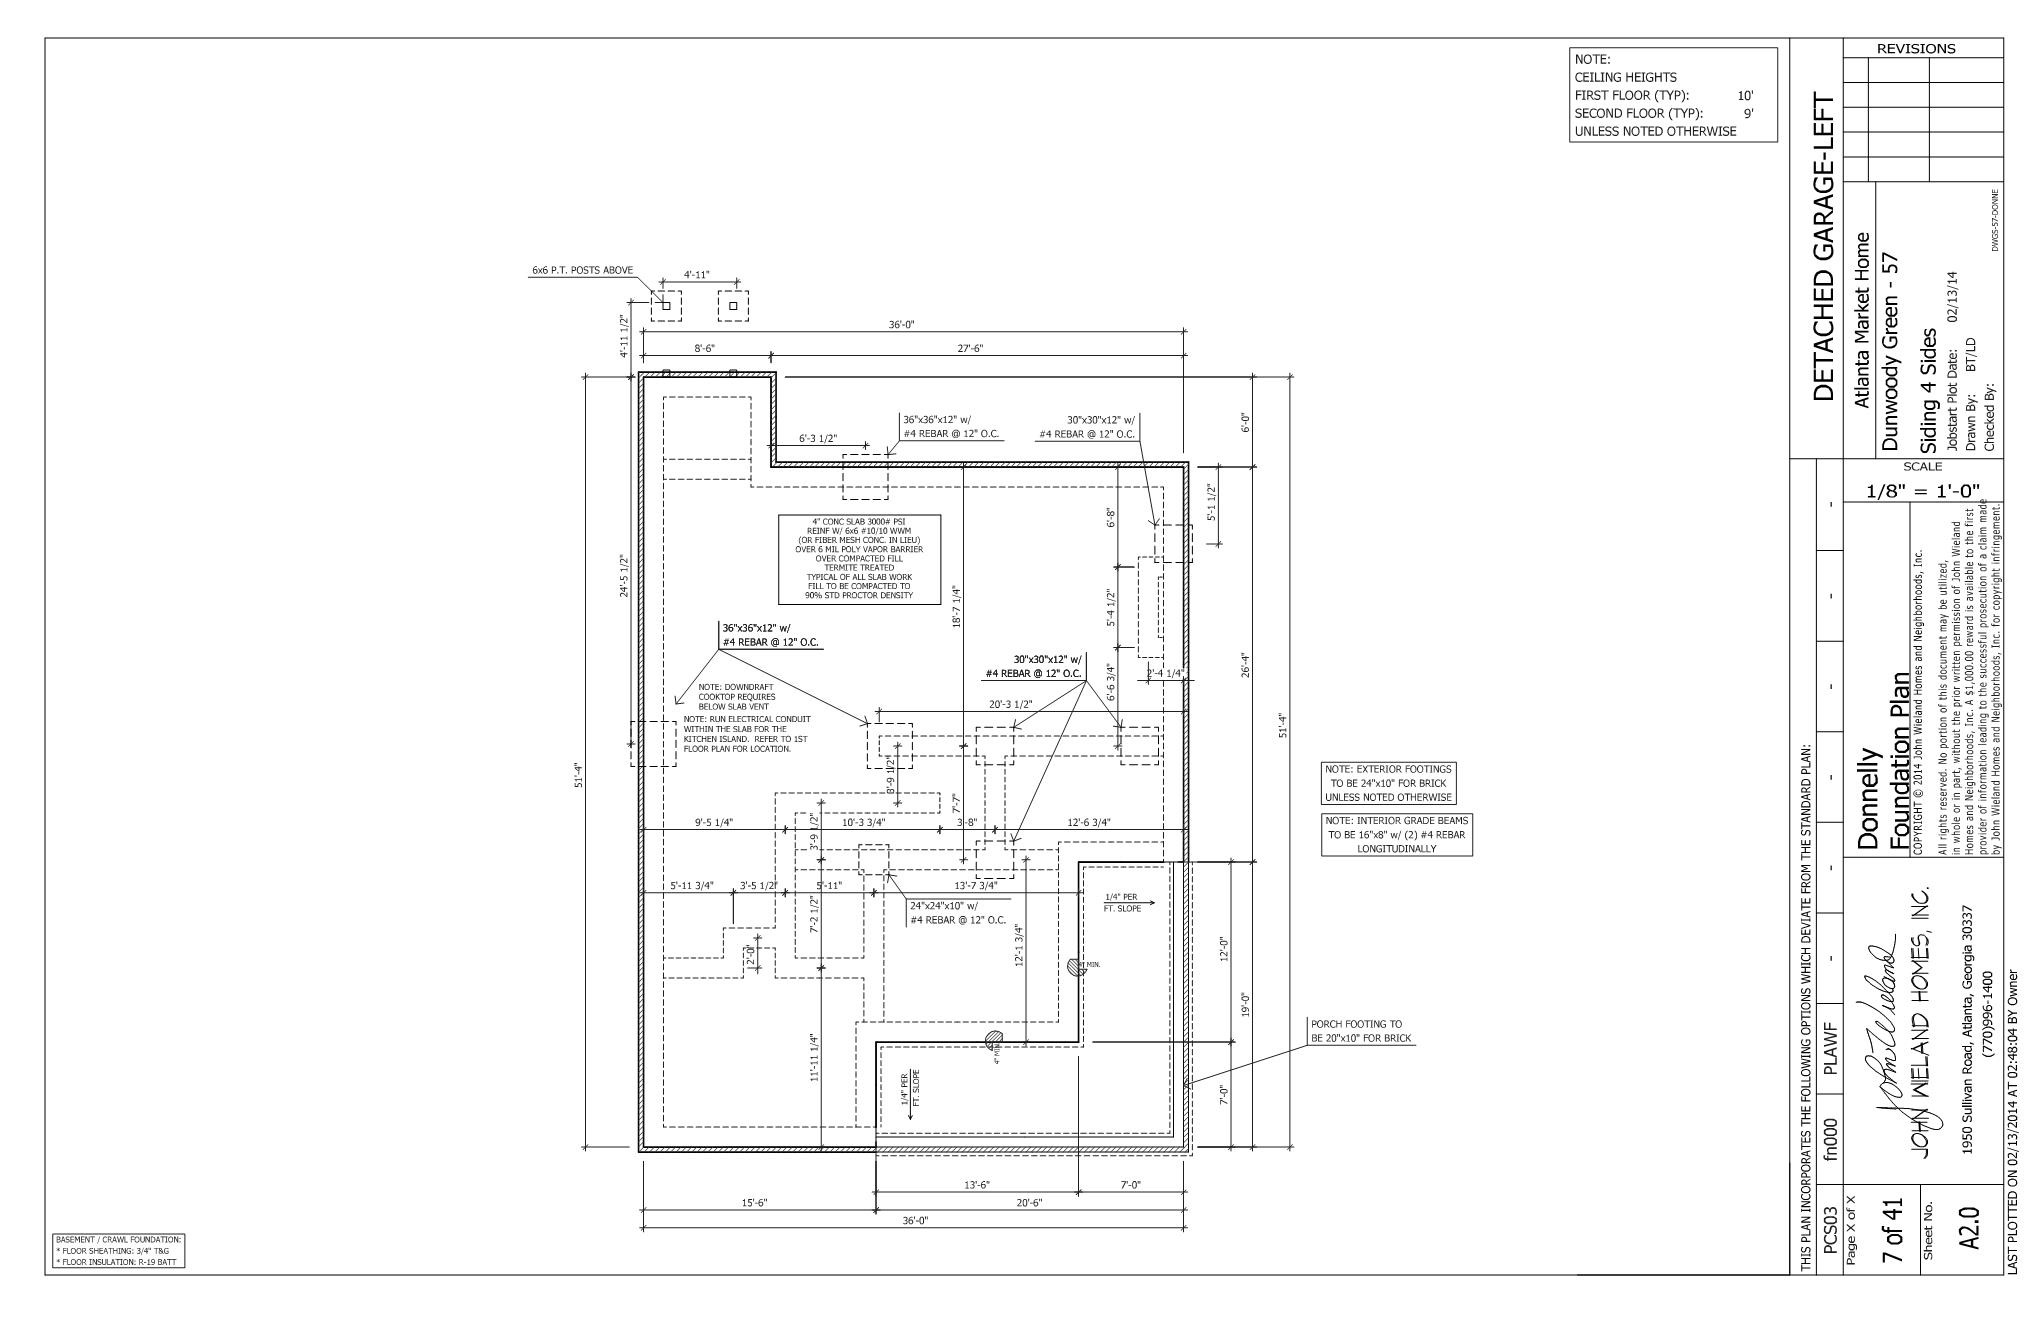 NOTE:
CEILING HEIGHTS
FIRST FLOOR (TYP): 10'
SECOND FLOOR (TYP): 9'
UNLESS NOTED OTHERWISE
6x6 P.T. POSTS ABOVE
4'-11"
4'-11 1/2"
36'-0"
8'-6"
27'-6"
6'-3 1/2"
36"x36"x12" w/
#4 REBAR @ 12" O.C.
30"x30"x12" w/
#4 REBAR @ 12" O.C.
6'-0"
5'-1 1/2"
6'-8"
4" CONC SLAB 3000# PSI
REINF W/ 6x6 #10/10 WWM
(OR FIBER MESH CONC. IN LIEU)
OVER 6 MIL POLY VAPOR BARRIER
OVER COMPACTED FILL
TERMITE TREATED
TYPICAL OF ALL SLAB WORK
FILL TO BE COMPACTED TO
90% STD PROCTOR DENSITY
24'-5 1/2"
18'-7 1/4"
5'-4 1/2"
36"x36"x12" w/
#4 REBAR @ 12" O.C.
30"x30"x12" w/
#4 REBAR @ 12" O.C.
2'-4 1/4"
6'-6 3/4"
26'-4"
51'-4"
NOTE: DOWNDRAFT
COOKTOP REQUIRES
BELOW SLAB VENT
NOTE: RUN ELECTRICAL CONDUIT
WITHIN THE SLAB FOR THE
KITCHEN ISLAND. REFER TO 1ST
FLOOR PLAN FOR LOCATION.
20'-3 1/2"
51'-4"
3'-9 1/2"
7'-7"
3'-9 1/2"
9'-5 1/4"
10'-3 3/4"
3'-8"
12'-6 3/4"
NOTE: EXTERIOR FOOTINGS
TO BE 24"x10" FOR BRICK
UNLESS NOTED OTHERWISE
NOTE: INTERIOR GRADE BEAMS
TO BE 16"x8" w/ (2) #4 REBAR
LONGITUDINALLY
5'-11 3/4"
3'-5 1/2"
5'-11"
13'-7 3/4"
24"x24"x10" w/
#4 REBAR @ 12" O.C.
1/4" PER
FT. SLOPE
7'-2 1/2"
2'-0"
12'-1 3/4"
4" MIN.
12'-0"
19'-0"
4" MIN.
11'-11 1/4"
1/4" PER
FT. SLOPE
7'-0"
PORCH FOOTING TO
BE 20"x10" FOR BRICK
13'-6"
7'-0"
15'-6"
20'-6"
36'-0"
BASEMENT / CRAWL FOUNDATION:
* FLOOR SHEATHING: 3/4" T&G
* FLOOR INSULATION: R-19 BATT
REVISIONS
DETACHED GARAGE-LEFT
Atlanta Market Home
Dunwoody Green - 57
Siding 4 Sides
Jobstart Plot Date: 02/13/14
Drawn By: BT/LD
Checked By:
DWGS-57-DONNE
SCALE
1/8" = 1'-0"
Donnelly
Foundation Plan
COPYRIGHT © 2014 John Wieland Homes and Neighborhoods, Inc.
All rights reserved. No portion of this document may be utilized,
in whole or in part, without the prior written permission of John Wieland
Homes and Neighborhoods, Inc. A $1,000.00 reward is available to the first
provider of information leading to the successful prosecution of a claim made
by John Wieland Homes and Neighborhoods, Inc. for copyright infringement.
THIS PLAN INCORPORATES THE FOLLOWING OPTIONS WHICH DEVIATE FROM THE STANDARD PLAN:
PCS03
fn000
PLAWF
-
-
-
-
-
-
John Wieland
JOHN WIELAND HOMES, INC.
1950 Sullivan Road, Atlanta, Georgia 30337
(770)996-1400
Page X of X
7 of 41
Sheet No.
A2.0
LAST PLOTTED ON 02/13/2014 AT 02:48:04 BY Owner